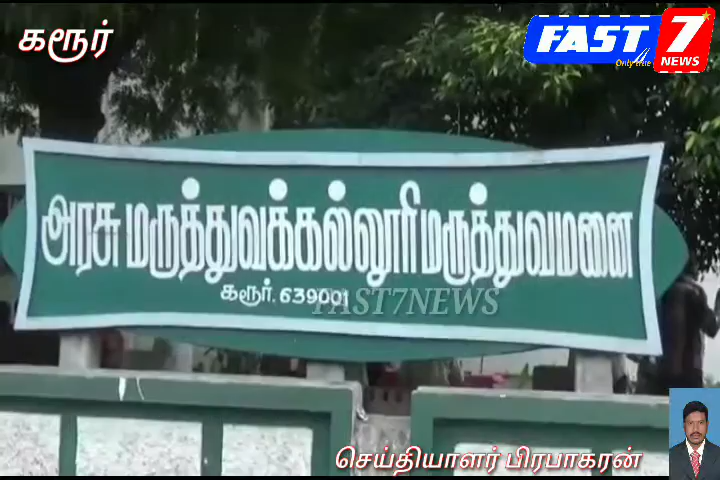 கரூர்
FAST 7
NEWS
அரசு மருத்துவக்கல்லூரி மருத்துவமனை
கரூர். 639001
FAST7NEWS
செய்தியாளர் பிரபாகரன்